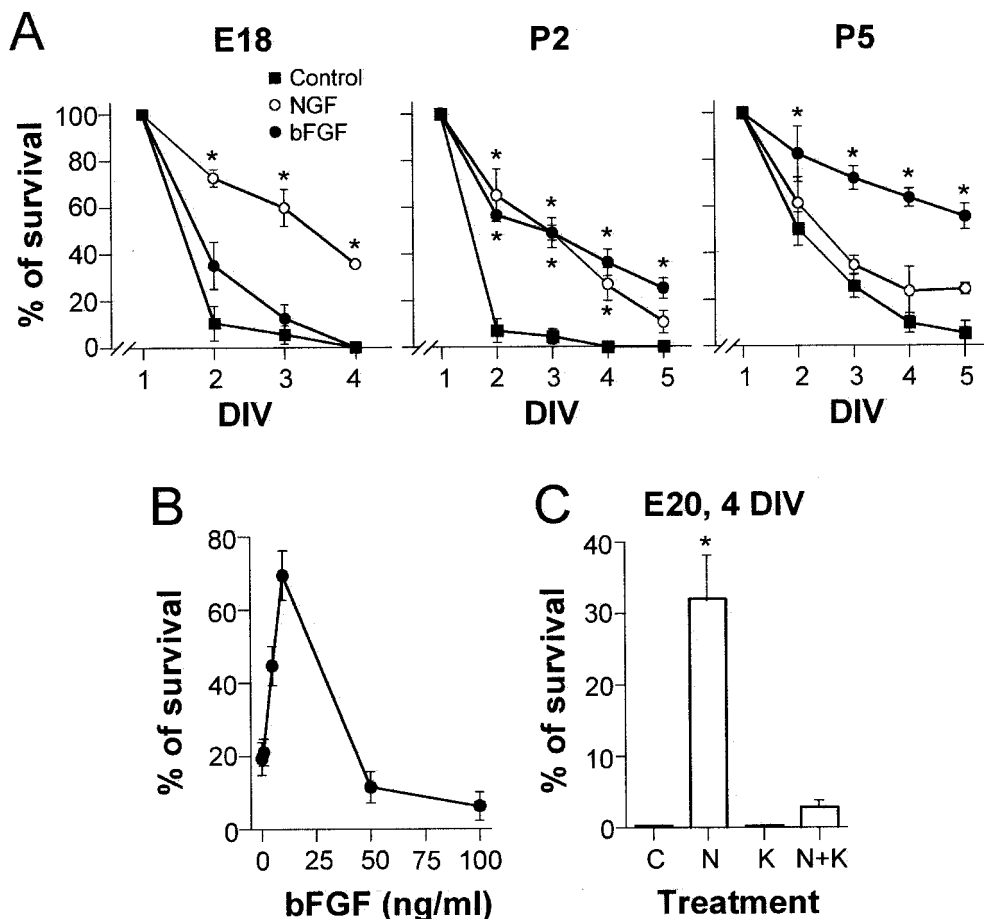 A
E18
P2
P5
Control
NGF
bFGF
% of survival
100
80
60
40
20
0
* * *
1 2 3 4
DIV
* * * * * * *
1 2 3 4 5
DIV
* * * *
1 2 3 4 5
DIV
B
% of survival
80
60
40
20
0
0 25 50 75 100
bFGF (ng/ml)
C
E20, 4 DIV
% of survival
40
30
20
10
0
*
C N K N+K
Treatment